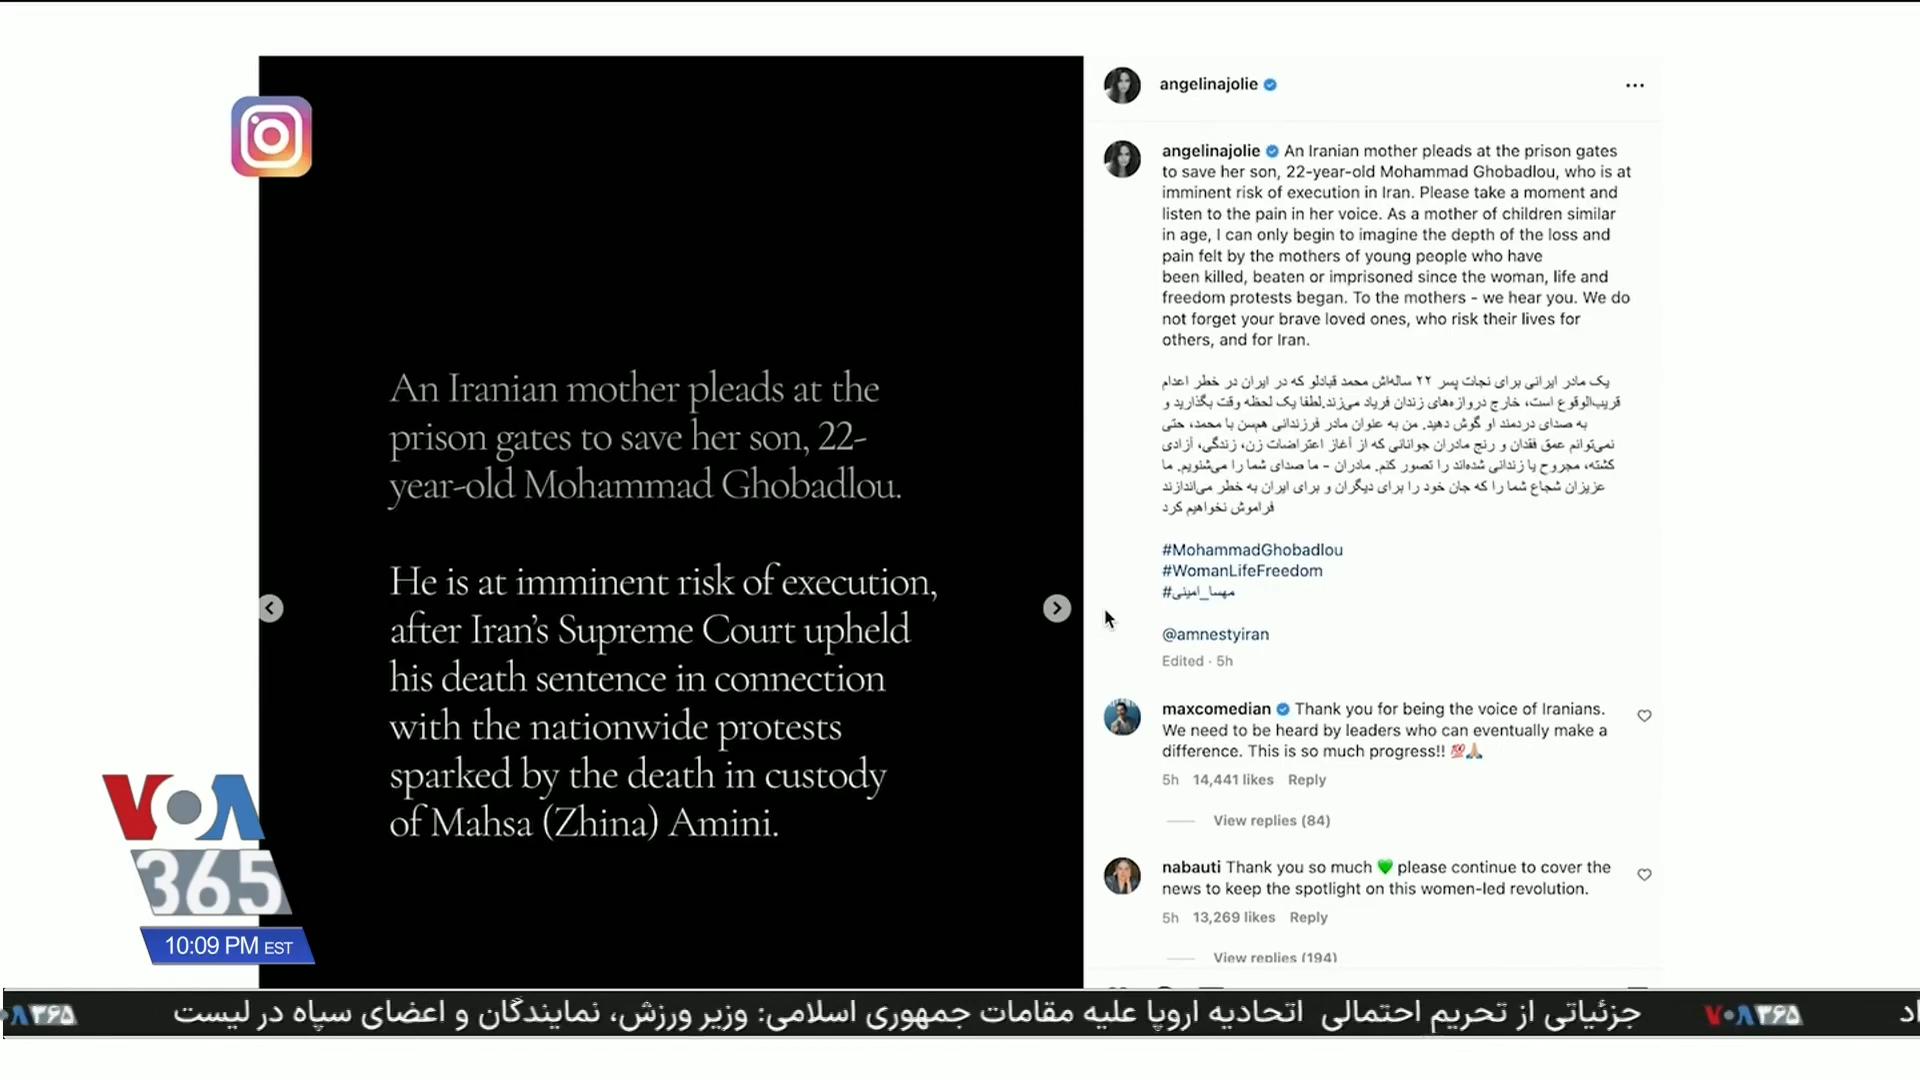 angelinajolie
angelinajolie An Iranian mother pleads at the prison gates
to save her son, 22-year-old Mohammad Ghobadlou, who is at
imminent risk of execution in Iran. Please take a moment and
listen to the pain in her voice. As a mother of children similar
in age, I can only begin to imagine the depth of the loss and
pain felt by the mothers of young people who have
been killed, beaten or imprisoned since the woman, life and
freedom protests began. To the mothers - we hear you. We do
not forget your brave loved ones, who risk their lives for
others, and for Iran.
یک مادر ایرانی برای نجات پسر ۲۲ ساله‌اش محمد قبادلو که در ایران در خطر اعدام
قریب‌الوقوع است، خارج دروازه‌های زندان فریاد می‌زند.لطفا یک لحظه وقت بگذارید و
به صدای دردمند او گوش دهید. من به عنوان مادر فرزندانی هم‌سن با محمد، حتی
نمی‌توانم عمق فقدان و رنج مادران جوانانی که از آغاز اعتراضات زن، زندگی، آزادی
کشته، مجروح یا زندانی شده‌اند را تصور کنم. مادران - ما صدای شما را می‌شنویم. ما
عزیزان شجاع شما را که جان خود را برای دیگران و برای ایران به خطر می‌اندازند
فراموش نخواهیم کرد
#MohammadGhobadlou
#WomanLifeFreedom
#مهسا_امینی
@amnestyiran
Edited · 5h
maxcomedian Thank you for being the voice of Iranians.
We need to be heard by leaders who can eventually make a
difference. This is so much progress!! 💯🙏🏼
5h 14,441 likes Reply
View replies (84)
nabauti Thank you so much 💚 please continue to cover the
news to keep the spotlight on this women-led revolution.
5h 13,269 likes Reply
View replies (194)
An Iranian mother pleads at the
prison gates to save her son, 22-
year-old Mohammad Ghobadlou.
He is at imminent risk of execution,
after Iran's Supreme Court upheld
his death sentence in connection
with the nationwide protests
sparked by the death in custody
of Mahsa (Zhina) Amini.
VOA
365
10:09 PM EST
جزئیاتی از تحریم احتمالی اتحادیه اروپا علیه مقامات جمهوری اسلامی: وزیر ورزش، نمایندگان و اعضای سپاه در لیست
VOA ۳۶۵